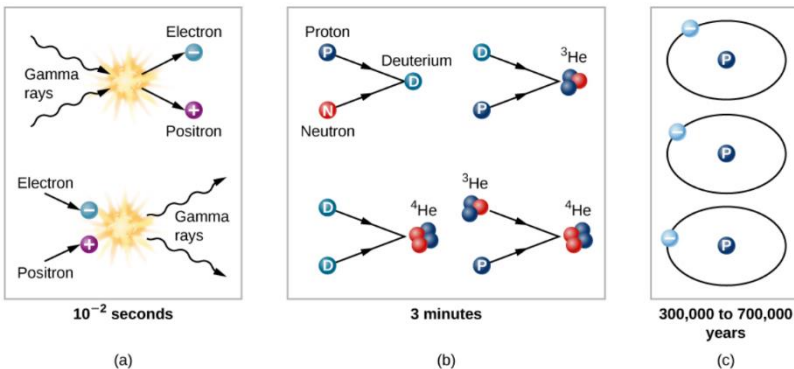 Gamma
rays
Electron
−
+
Positron
Electron
−
+
Positron
Gamma
rays
10⁻² seconds
(a)
Proton
P
Deuterium
D
N
Neutron
D
P
³He
D
D
⁴He
³He
P
⁴He
3 minutes
(b)
−
P
−
P
−
P
300,000 to 700,000
years
(c)